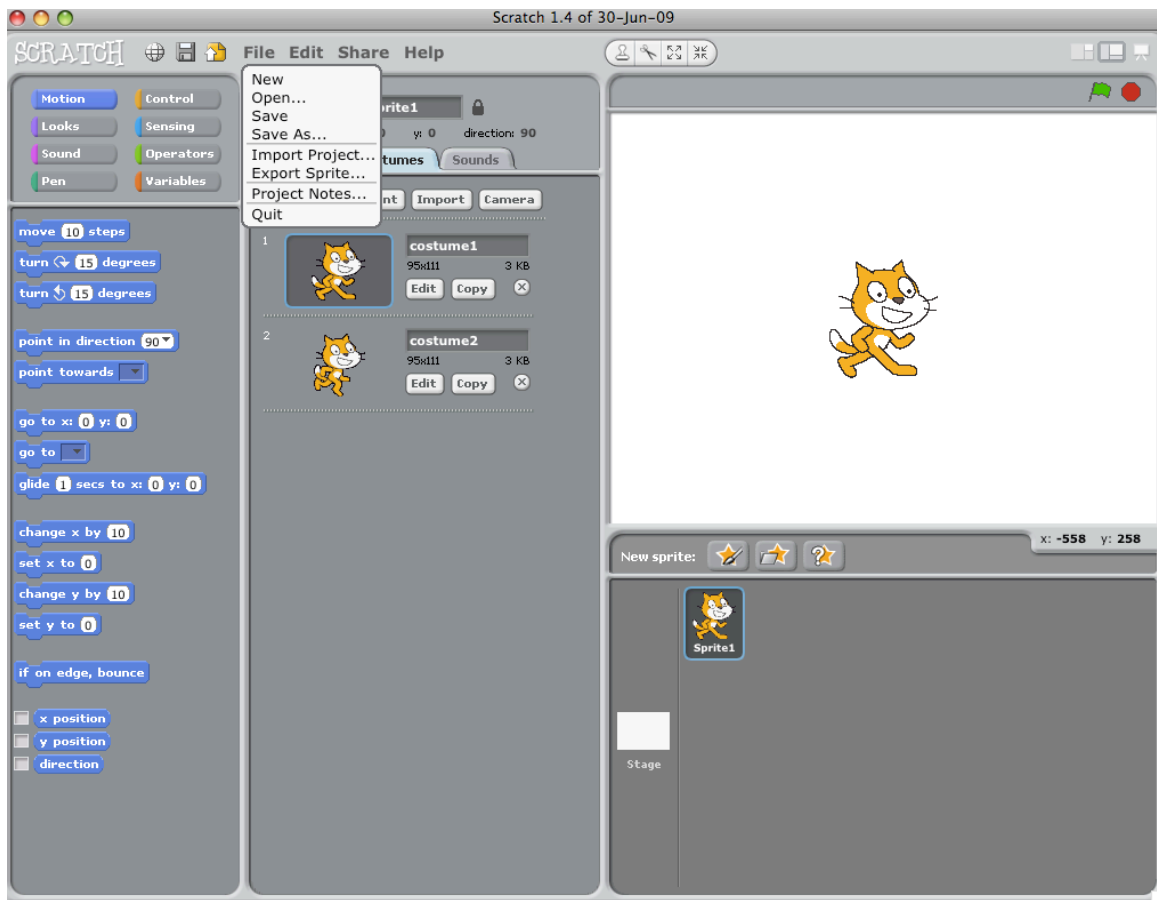 Scratch 1.4 of 30-Jun-09
SCRATCH File Edit Share Help
New
Open...
Save
Save As...
Import Project...
Export Sprite...
Project Notes...
Quit
Motion Control
Looks Sensing
Sound Operators
Pen Variables
move 10 steps
turn 15 degrees
turn 15 degrees
point in direction 90
point towards
go to x: 0 y: 0
go to
glide 1 secs to x: 0 y: 0
change x by 10
set x to 0
change y by 10
set y to 0
if on edge, bounce
x position
y position
direction
rite1
y: 0 direction: 90
tumes Sounds
nt Import Camera
1 costume1
95x111 3 KB
Edit Copy
2 costume2
95x111 3 KB
Edit Copy
x: -558 y: 258
New sprite:
Sprite1
Stage